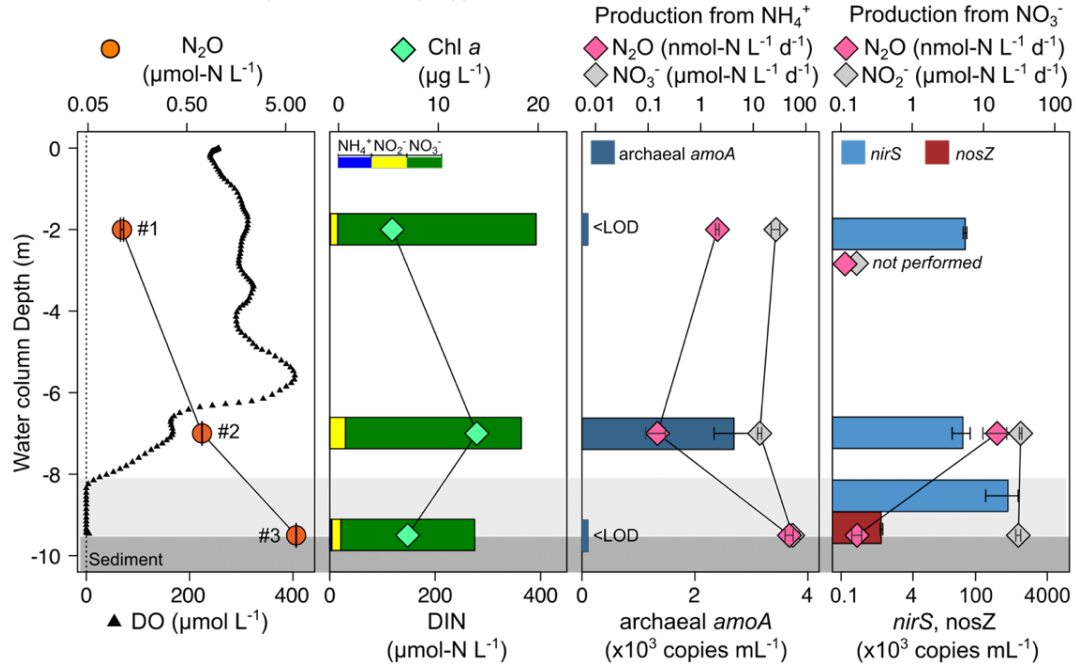 Production from NH₄⁺ Production from NO₃⁻
N₂O Chl a N₂O (nmol-N L⁻¹ d⁻¹) N₂O (nmol-N L⁻¹ d⁻¹)
(µmol-N L⁻¹) (µg L⁻¹) NO₃⁻ (µmol-N L⁻¹ d⁻¹) NO₂⁻ (µmol-N L⁻¹ d⁻¹)
0.05 0.50 5.00 0 10 20 0.01 0.1 1 10 100 0.1 1 10 100
NH₄⁺ NO₂⁻ NO₃⁻ archaeal amoA nirS nosZ
0
-2
-4
-6
-8
-10
Water column Depth (m)
#1 <LOD
not performed
#2
#3 <LOD
Sediment
0 200 400 0 200 400 0 2 4 0.1 100 4000
DO (µmol L⁻¹) DIN archaeal amoA nirS, nosZ
(µmol-N L⁻¹) (x10³ copies mL⁻¹) (x10³ copies mL⁻¹)